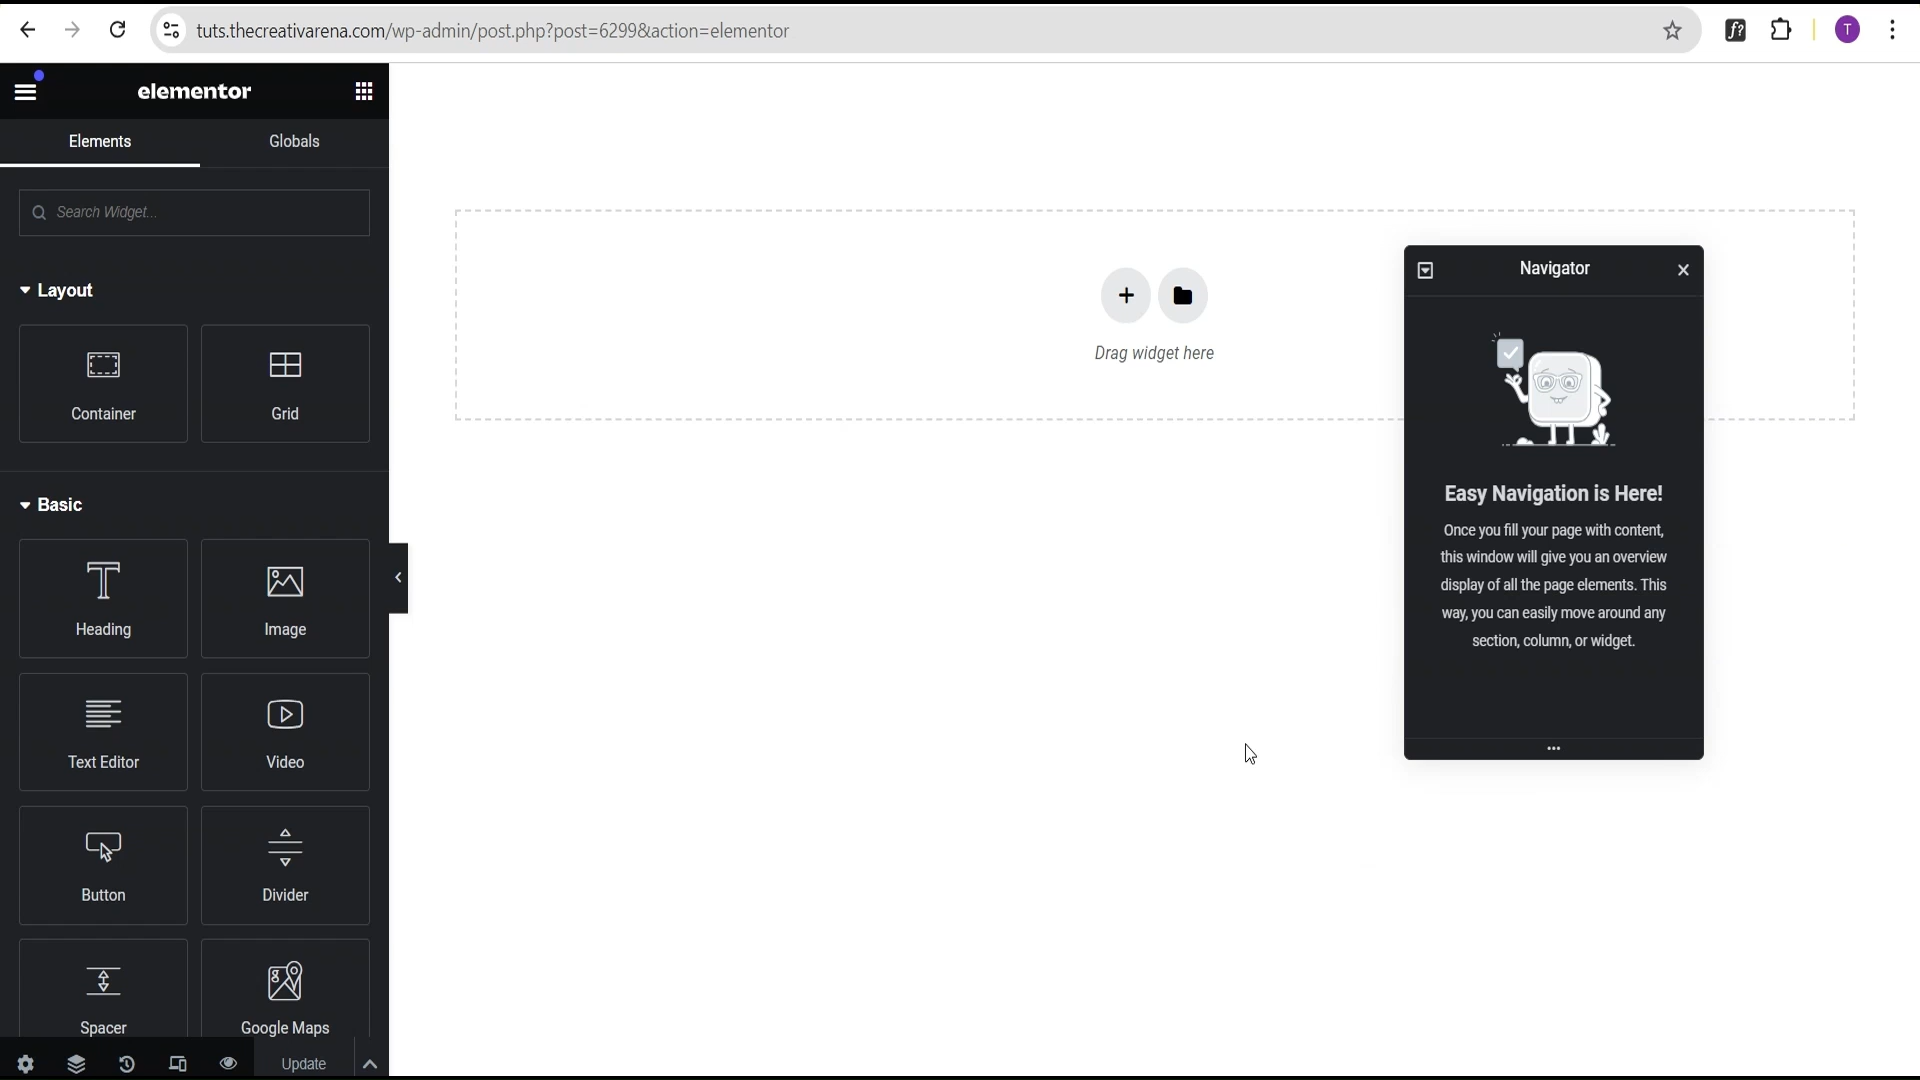 tuts.thecreativarena.com/wp-admin/post.php?post=6299&action=elementor
f?
T
elementor
Elements
Globals
Search Widget...
Layout
Container
Grid
Basic
Heading
Image
Text Editor
Video
Button
Divider
Spacer
Google Maps
Update
Drag widget here
Navigator
Easy Navigation is Here!
Once you fill your page with content,
this window will give you an overview
display of all the page elements. This
way, you can easily move around any
section, column, or widget.